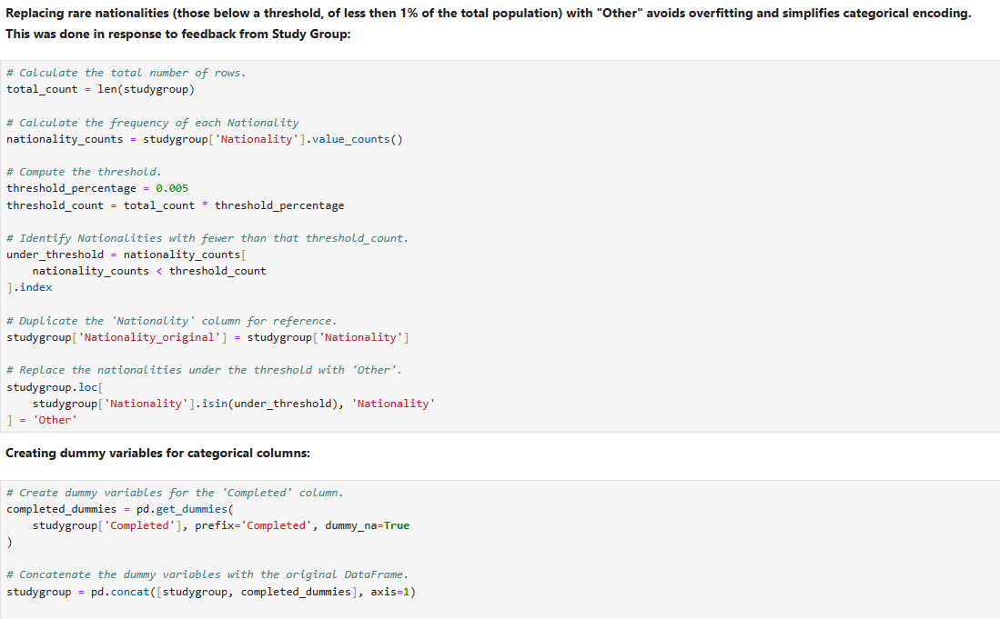 Replacing rare nationalities (those below a threshold, of less then 1% of the total population) with "Other" avoids overfitting and simplifies categorical encoding.
This was done in response to feedback from Study Group:
# Calculate the total number of rows.
total_count = len(studygroup)
# Calculate the frequency of each Nationality
nationality_counts = studygroup['Nationality'].value_counts()
# Compute the threshold.
threshold_percentage = 0.005
threshold_count = total_count * threshold_percentage
# Identify Nationalities with fewer than that threshold_count.
under_threshold = nationality_counts[
    nationality_counts < threshold_count
].index
# Duplicate the 'Nationality' column for reference.
studygroup['Nationality_original'] = studygroup['Nationality']
# Replace the nationalities under the threshold with 'Other'.
studygroup.loc[
    studygroup['Nationality'].isin(under_threshold), 'Nationality'
] = 'Other'
Creating dummy variables for categorical columns:
# Create dummy variables for the 'Completed' column.
completed_dummies = pd.get_dummies(
    studygroup['Completed'], prefix='Completed', dummy_na=True
)
# Concatenate the dummy variables with the original DataFrame.
studygroup = pd.concat([studygroup, completed_dummies], axis=1)